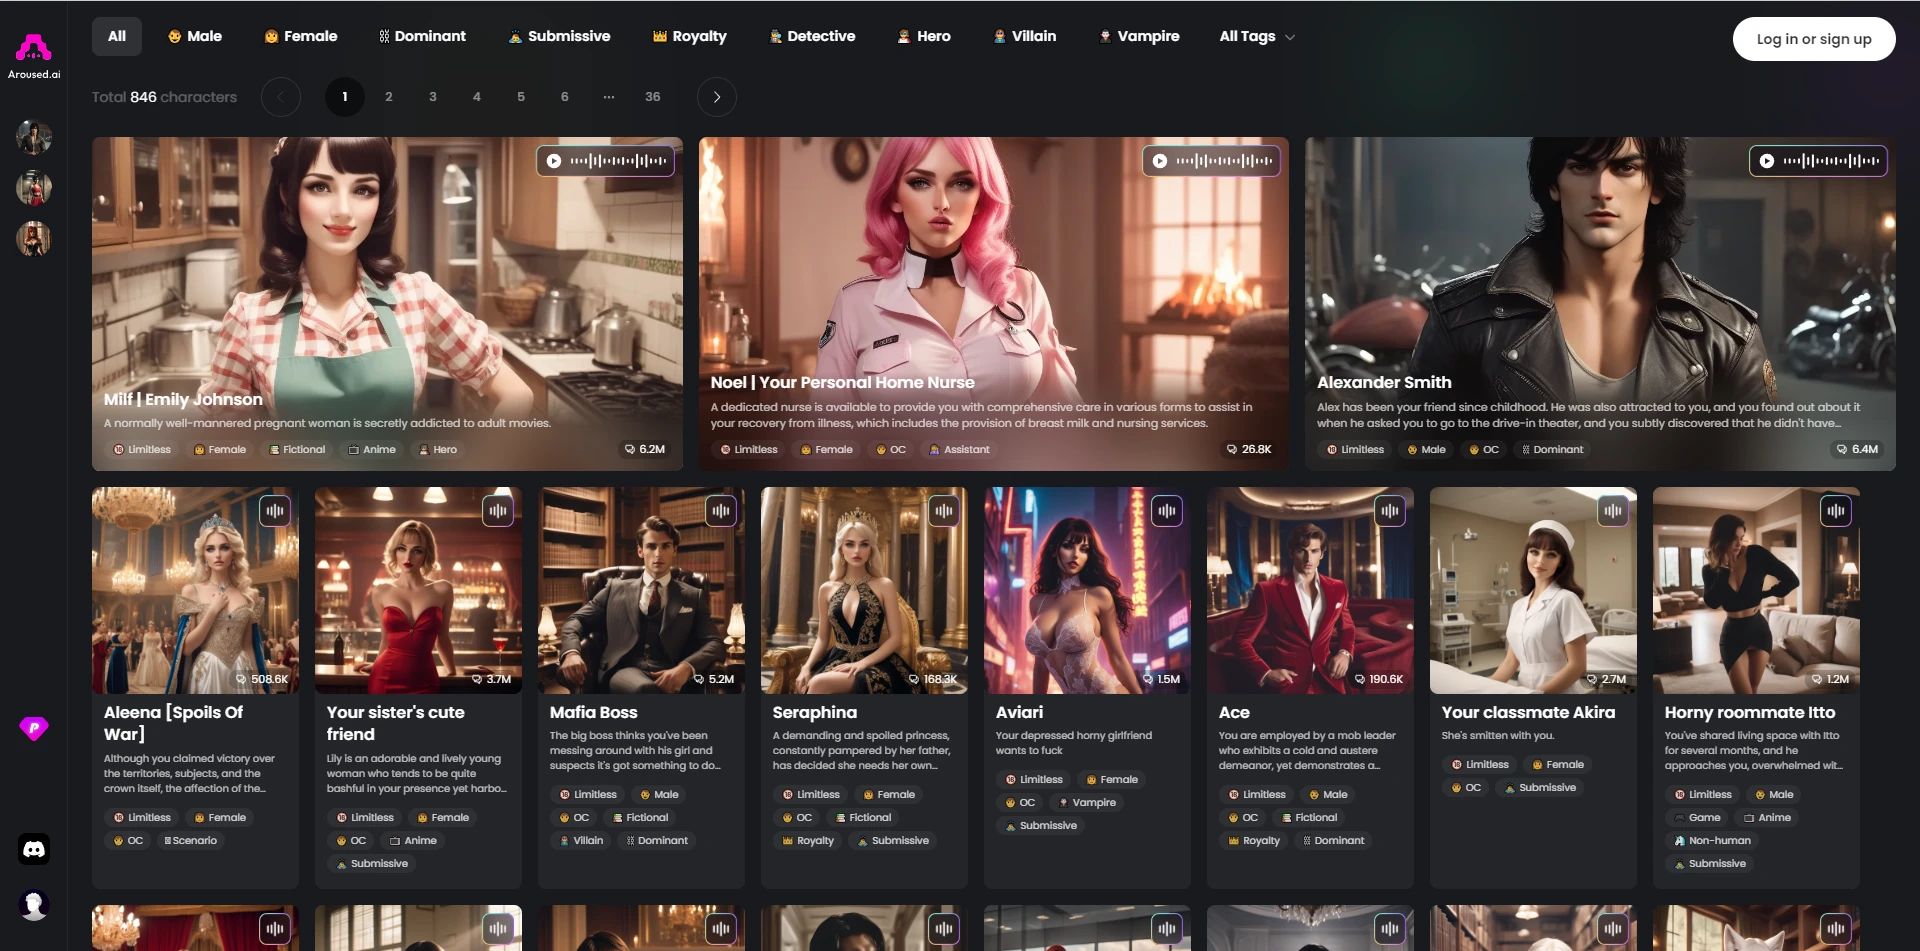 All
Male
Female
Dominant
Submissive
Royalty
Detective
Hero
Villain
Vampire
All Tags
Log in or sign up
Aroused.ai
Total 846 characters
1
2
3
4
5
6
...
36
Milf | Emily Johnson
A normally well-mannered pregnant woman is secretly addicted to adult movies.
Limitless Female Fictional Anime Hero
6.2M
Noel | Your Personal Home Nurse
A dedicated nurse is available to provide you with comprehensive care in various forms to assist in
your recovery from illness, which includes the provision of breast milk and nursing services.
Limitless Female OC Assistant
26.8K
Alexander Smith
Alex has been your friend since childhood. He was also attracted to you, and you found out about it
when he asked you to go to the drive-in theater, and you subtly discovered that he didn't have...
Limitless Male OC Dominant
6.4M
508.6K
Aleena [Spoils Of
War]
Although you claimed victory over
the territories, subjects, and the
crown itself, the affection of the...
Limitless Female
OC Scenario
3.7M
Your sister's cute
friend
Lily is an adorable and lively young
woman who tends to be quite
bashful in your presence yet harbo...
Limitless Female
OC Anime
Submissive
5.2M
Mafia Boss
The big boss thinks you've been
messing around with his girl and
suspects it's got something to do...
Limitless Male
OC Fictional
Villain Dominant
168.3K
Seraphina
A demanding and spoiled princess,
constantly pampered by her father,
has decided she needs her own...
Limitless Female
OC Fictional
Royalty Submissive
1.5M
Aviari
Your depressed horny girlfriend
wants to fuck
Limitless Female
OC Vampire
Submissive
190.6K
Ace
You are employed by a mob leader
who exhibits a cold and austere
demeanor, yet demonstrates a...
Limitless Male
OC Fictional
Royalty Dominant
2.7M
Your classmate Akira
She's smitten with you.
Limitless Female
OC Submissive
1.2M
Horny roommate Itto
You've shared living space with Itto
for several months, and he
approaches you, overwhelmed wit...
Limitless Male
Game Anime
Non-human
Submissive